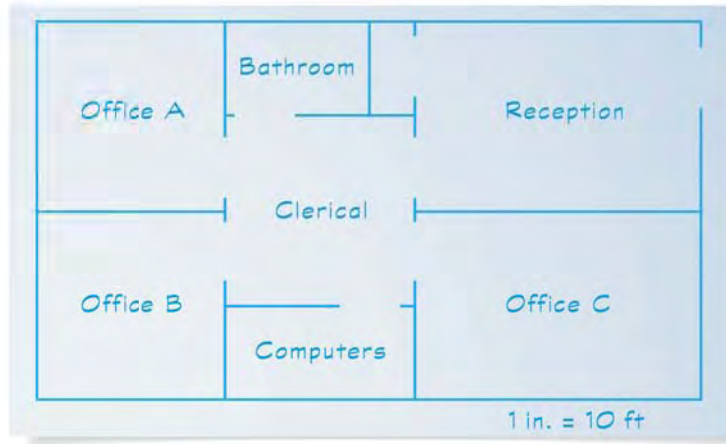 Bathroom
Office A
Reception
Clerical
Office B
Office C
Computers
1 in. = 10 ft